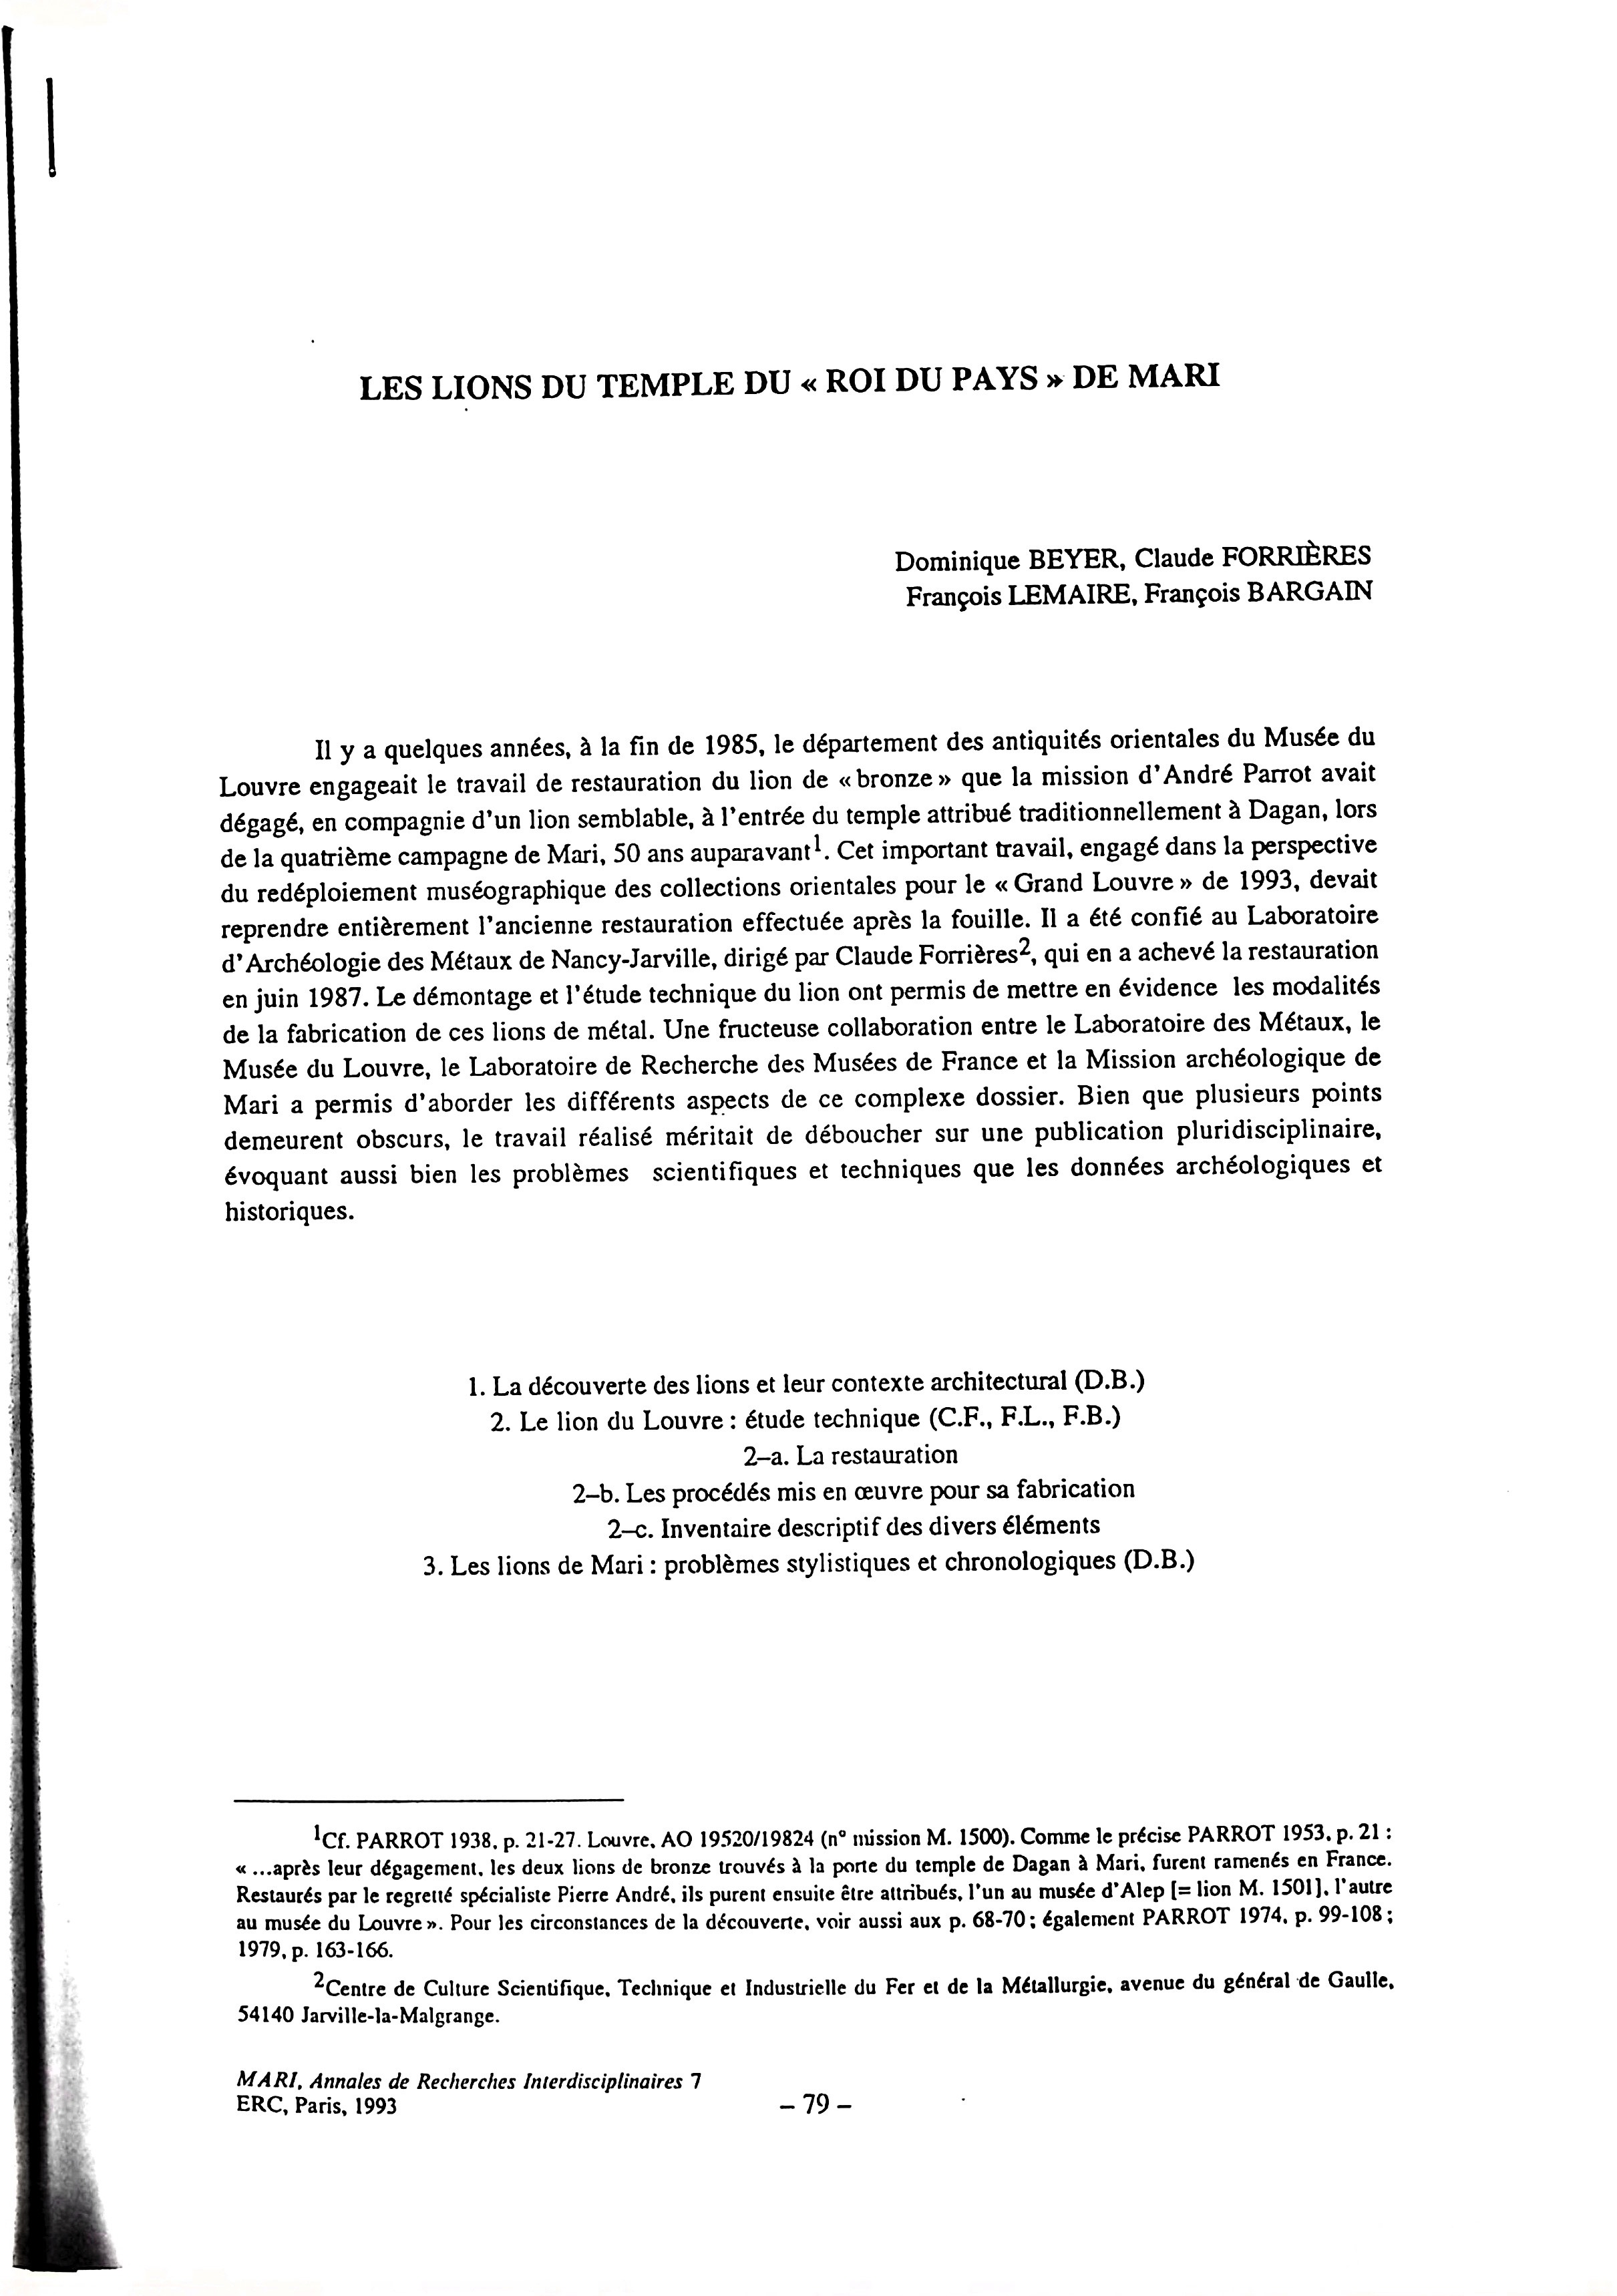 LES LIONS DU TEMPLE DU « ROI DU PAYS » DE MARI
Dominique BEYER, Claude FORRIÈRES
François LEMAIRE, François BARGAIN
Il y a quelques années, à la fin de 1985, le département des antiquités orientales du Musée du
Louvre engageait le travail de restauration du lion de « bronze » que la mission d'André Parrot avait
dégagé, en compagnie d'un lion semblable, à l'entrée du temple attribué traditionnellement à Dagan, lors
de la quatrième campagne de Mari, 50 ans auparavant1. Cet important travail, engagé dans la perspective
du redéploiement muséographique des collections orientales pour le « Grand Louvre » de 1993, devait
reprendre entièrement l'ancienne restauration effectuée après la fouille. Il a été confié au Laboratoire
d'Archéologie des Métaux de Nancy-Jarville, dirigé par Claude Forrières2, qui en a achevé la restauration
en juin 1987. Le démontage et l'étude technique du lion ont permis de mettre en évidence les modalités
de la fabrication de ces lions de métal. Une fructeuse collaboration entre le Laboratoire des Métaux, le
Musée du Louvre, le Laboratoire de Recherche des Musées de France et la Mission archéologique de
Mari a permis d'aborder les différents aspects de ce complexe dossier. Bien que plusieurs points
demeurent obscurs, le travail réalisé méritait de déboucher sur une publication pluridisciplinaire,
évoquant aussi bien les problèmes scientifiques et techniques que les données archéologiques et
historiques.
1. La découverte des lions et leur contexte architectural (D.B.)
2. Le lion du Louvre : étude technique (C.F., F.L., F.B.)
2–a. La restauration
2–b. Les procédés mis en œuvre pour sa fabrication
2–c. Inventaire descriptif des divers éléments
3. Les lions de Mari : problèmes stylistiques et chronologiques (D.B.)
1Cf. PARROT 1938, p. 21-27. Louvre, AO 19520/19824 (n° mission M. 1500). Comme le précise PARROT 1953, p. 21 :
« ...après leur dégagement, les deux lions de bronze trouvés à la porte du temple de Dagan à Mari, furent ramenés en France.
Restaurés par le regretté spécialiste Pierre André, ils purent ensuite être attribués, l'un au musée d'Alep [= lion M. 1501], l'autre
au musée du Louvre ». Pour les circonstances de la découverte, voir aussi aux p. 68-70 ; également PARROT 1974, p. 99-108 ;
1979, p. 163-166.
2Centre de Culture Scientifique, Technique et Industrielle du Fer et de la Métallurgie, avenue du général de Gaulle,
54140 Jarville-la-Malgrange.
MARI, Annales de Recherches Interdisciplinaires 7
ERC, Paris, 1993
– 79 –